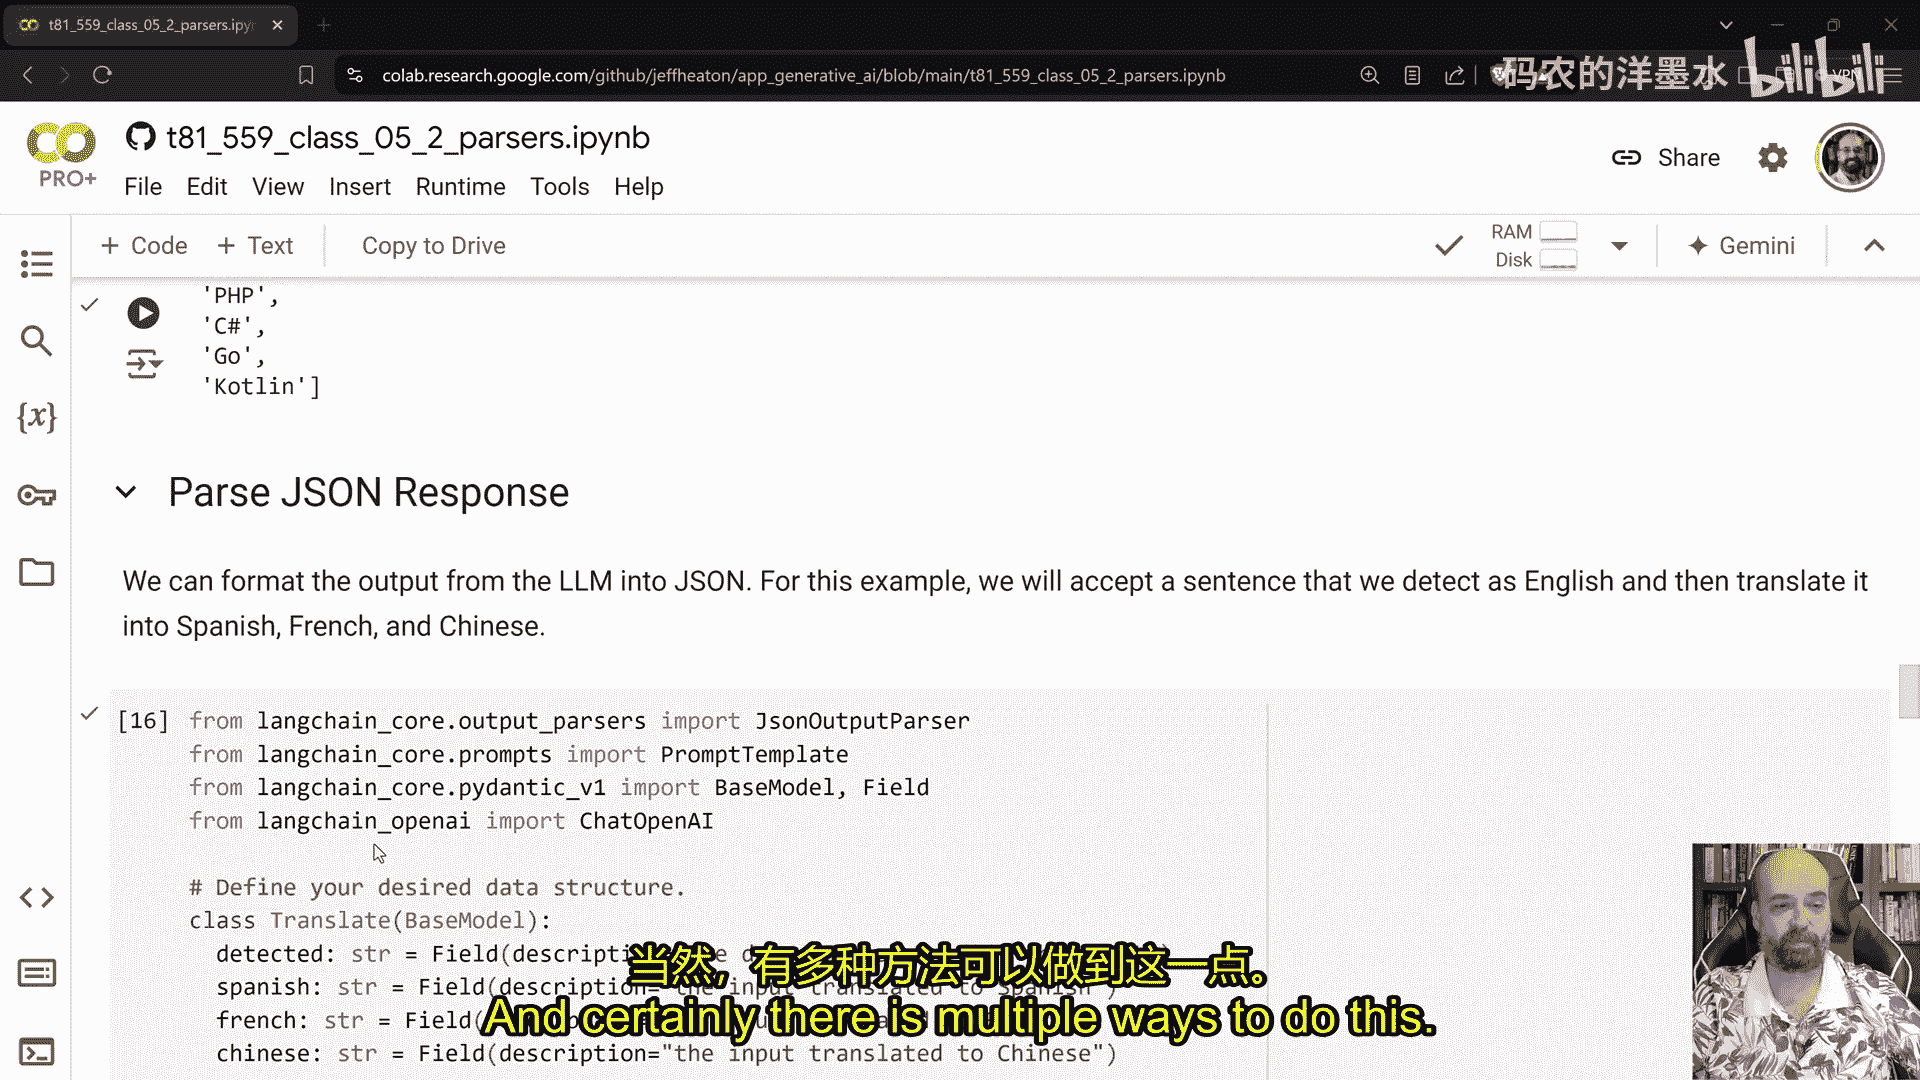 t81_559_class_05_2_parsers.ipy
colab.research.google.com/github/jeffheaton/app_generative_ai/blob/main/t81_559_class_05_2_parsers.ipynb
码农的洋墨水 bilibili
VPN
t81_559_class_05_2_parsers.ipynb
PRO+
File Edit View Insert Runtime Tools Help
Share
+ Code + Text Copy to Drive
RAM
Disk
Gemini
'PHP',
'C#',
'Go',
'Kotlin']
Parse JSON Response
We can format the output from the LLM into JSON. For this example, we will accept a sentence that we detect as English and then translate it
into Spanish, French, and Chinese.
[16] from langchain_core.output_parsers import JsonOutputParser
from langchain_core.prompts import PromptTemplate
from langchain_core.pydantic_v1 import BaseModel, Field
from langchain_openai import ChatOpenAI
# Define your desired data structure.
class Translate(BaseModel):
detected: str = Field(descripti
spanish: str = Field(description="the input translated to Spanish")
french: str = Field(
chinese: str = Field(description="the input translated to Chinese")
当然，有多种方法可以做到这一点。
And certainly there is multiple ways to do this.